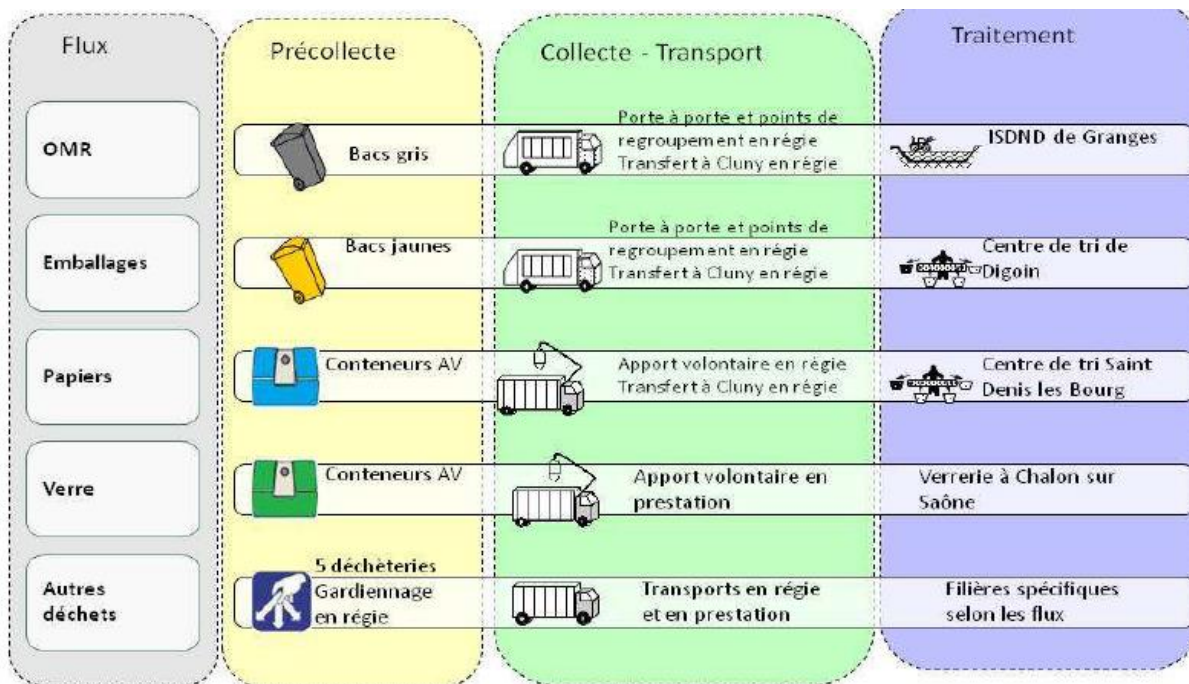 Flux
Précollecte
Collecte - Transport
Traitement
OMR
Bacs gris
Porte à porte et points de
regroupement en régie
Transfert à Cluny en régie
ISDND de Granges
Emballages
Bacs jaunes
Porte à porte et points de
regroupement en régie
Transfert à Cluny en régie
Centre de tri de
Digoin
Papiers
Conteneurs AV
Apport volontaire en régie
Transfert à Cluny en régie
Centre de tri Saint
Denis les Bourg
Verre
Conteneurs AV
Apport volontaire en
prestation
Verrerie à Chalon sur
Saône
Autres
déchets
5 déchèteries
Gardiennage
en régie
Transports en régie
et en prestation
Filières spécifiques
selon les flux